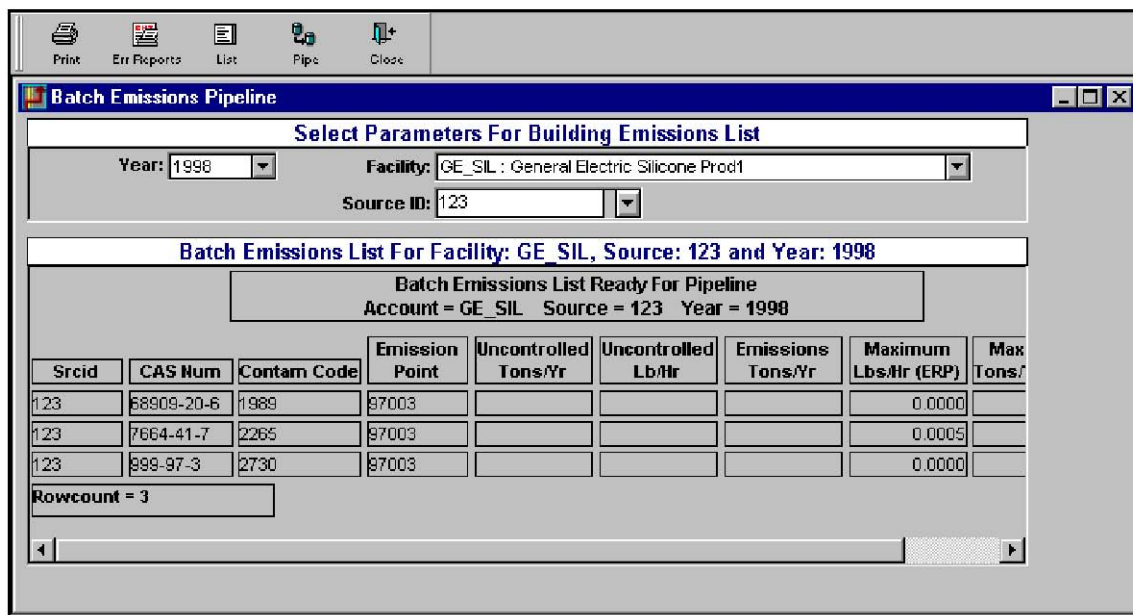 Print Err Reports List Pipe Close
Batch Emissions Pipeline
Select Parameters For Building Emissions List
Year: 1998 Facility: GE_SIL : General Electric Silicone Prod1
Source ID: 123
Batch Emissions List For Facility: GE_SIL, Source: 123 and Year: 1998
Batch Emissions List Ready For Pipeline
Account = GE_SIL Source = 123 Year = 1998
Srcid CAS Num Contam Code Emission Point Uncontrolled Tons/Yr Uncontrolled Lb/Hr Emissions Tons/Yr Maximum Lbs/Hr (ERP) Max Tons/
123 68909-20-6 1989 97003 0.0000
123 7664-41-7 2265 97003 0.0005
123 999-97-3 2730 97003 0.0000
Rowcount = 3